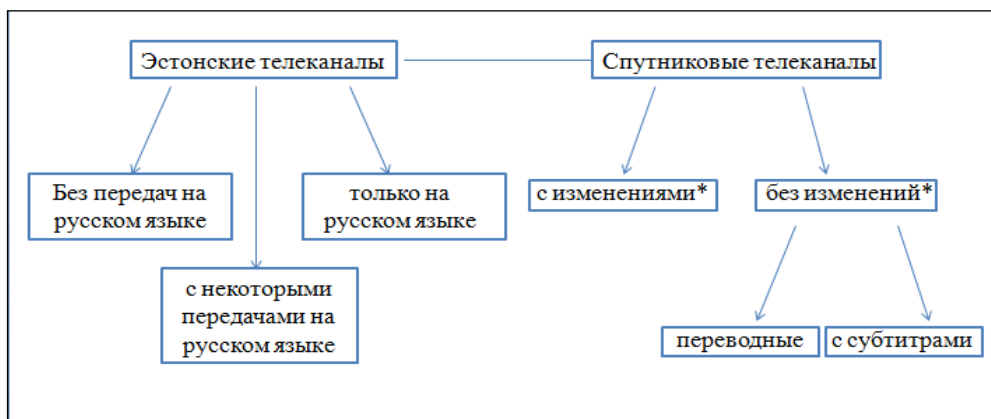 Эстонские телеканалы
Спутниковые телеканалы
Без передач на
русском языке
только на
русском языке
с изменениями*
без изменений*
с некоторыми
передачами на
русском языке
переводные
с субтитрами